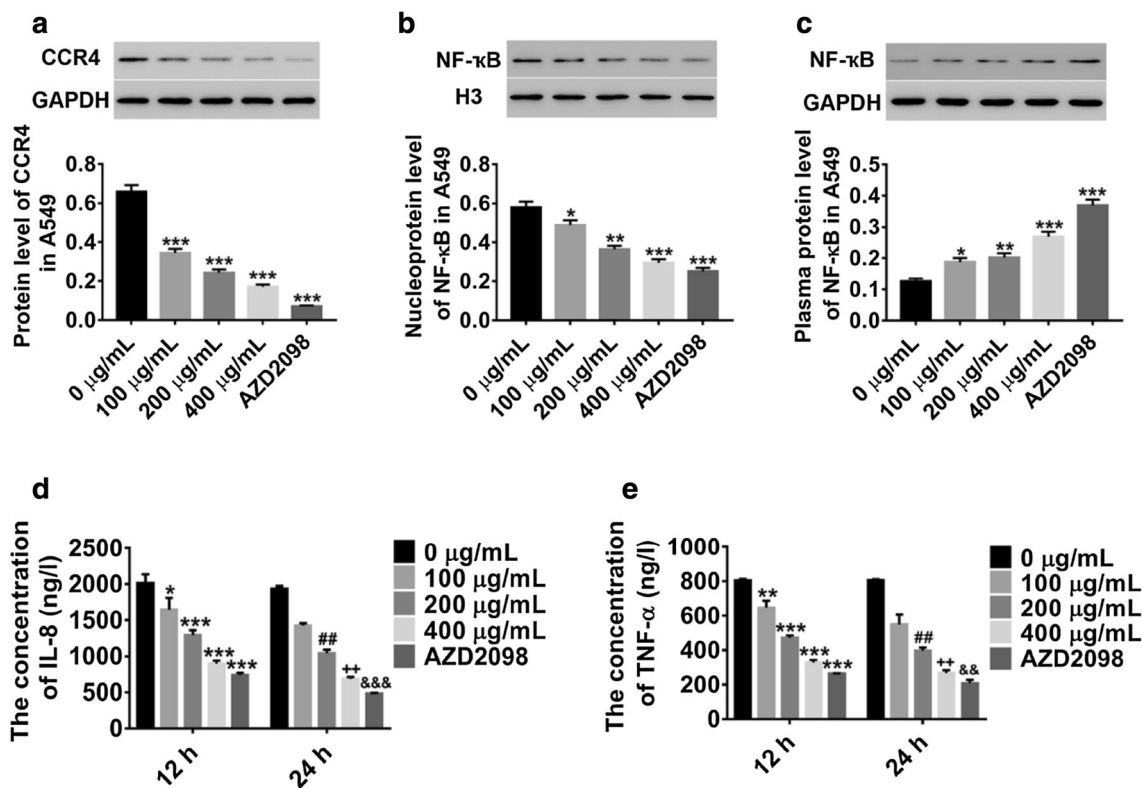 a
CCR4
GAPDH
Protein level of CCR4
in A549
0.8
0.6
0.4
0.2
0.0
***
***
***
***
0 μg/mL
100 μg/mL
200 μg/mL
400 μg/mL
AZD2098
b
NF-κB
H3
Nucleoprotein level
of NF-κB in A549
0.8
0.6
0.4
0.2
0.0
*
**
***
***
0 μg/mL
100 μg/mL
200 μg/mL
400 μg/mL
AZD2098
c
NF-κB
GAPDH
Plasma protein level
of NF-κB in A549
0.5
0.4
0.3
0.2
0.1
0.0
*
**
***
***
0 μg/mL
100 μg/mL
200 μg/mL
400 μg/mL
AZD2098
d
The concentration
of IL-8 (ng/l)
2500
2000
1500
1000
500
0
*
***
***
***
##
++
&&&
12 h
24 h
0 μg/mL
100 μg/mL
200 μg/mL
400 μg/mL
AZD2098
e
The concentration
of TNF-α (ng/l)
1000
800
600
400
200
0
**
***
***
***
##
++
&&
12 h
24 h
0 μg/mL
100 μg/mL
200 μg/mL
400 μg/mL
AZD2098